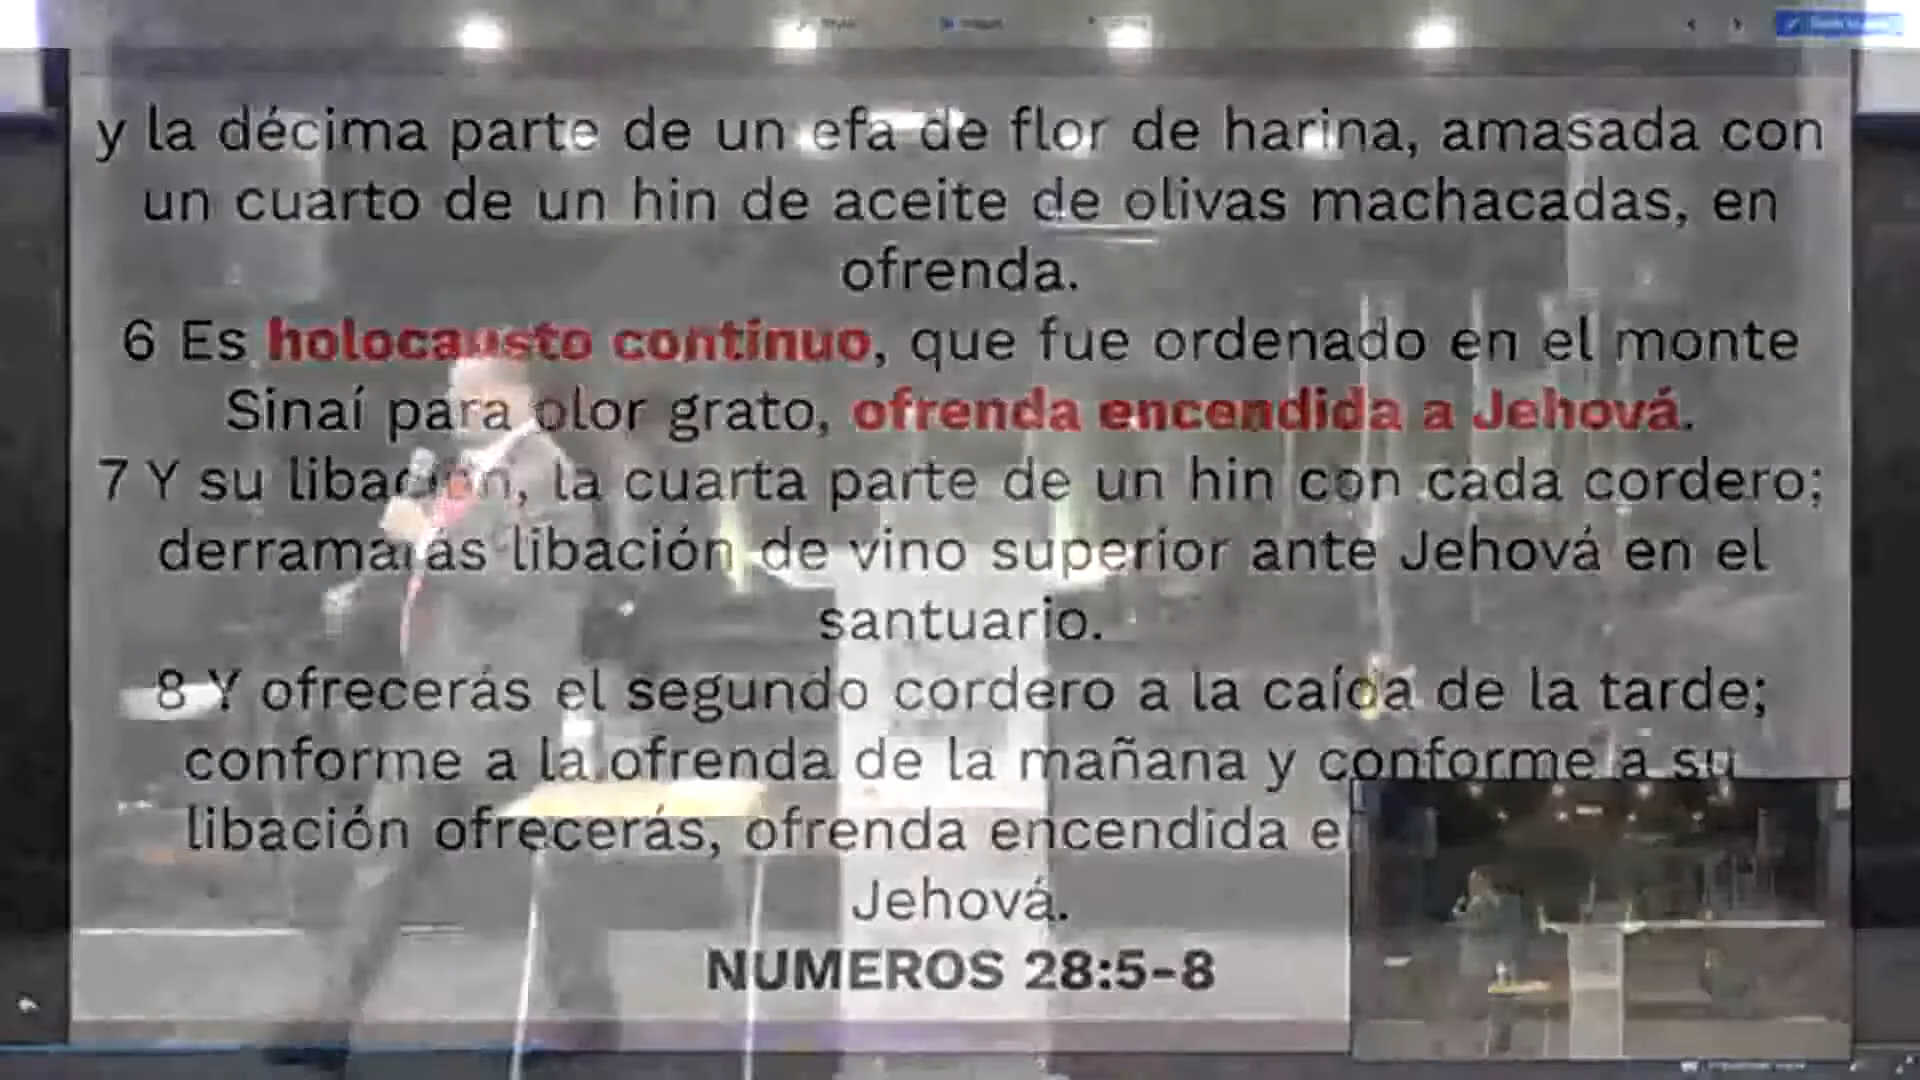 y la décima parte de un efa de flor de harina, amasada con
un cuarto de un hin de aceite de olivas machacadas, en
ofrenda.
6 Es holocausto continuo, que fue ordenado en el monte
Sinaí para olor grato, ofrenda encendida a Jehová.
7 Y su libación, la cuarta parte de un hin con cada cordero;
derramarás libación de vino superior ante Jehová en el
santuario.
8 Y ofrecerás el segundo cordero a la caída de la tarde;
conforme a la ofrenda de la mañana y conforme a su
libación ofrecerás, ofrenda encendida e
Jehová.
NUMEROS 28:5-8